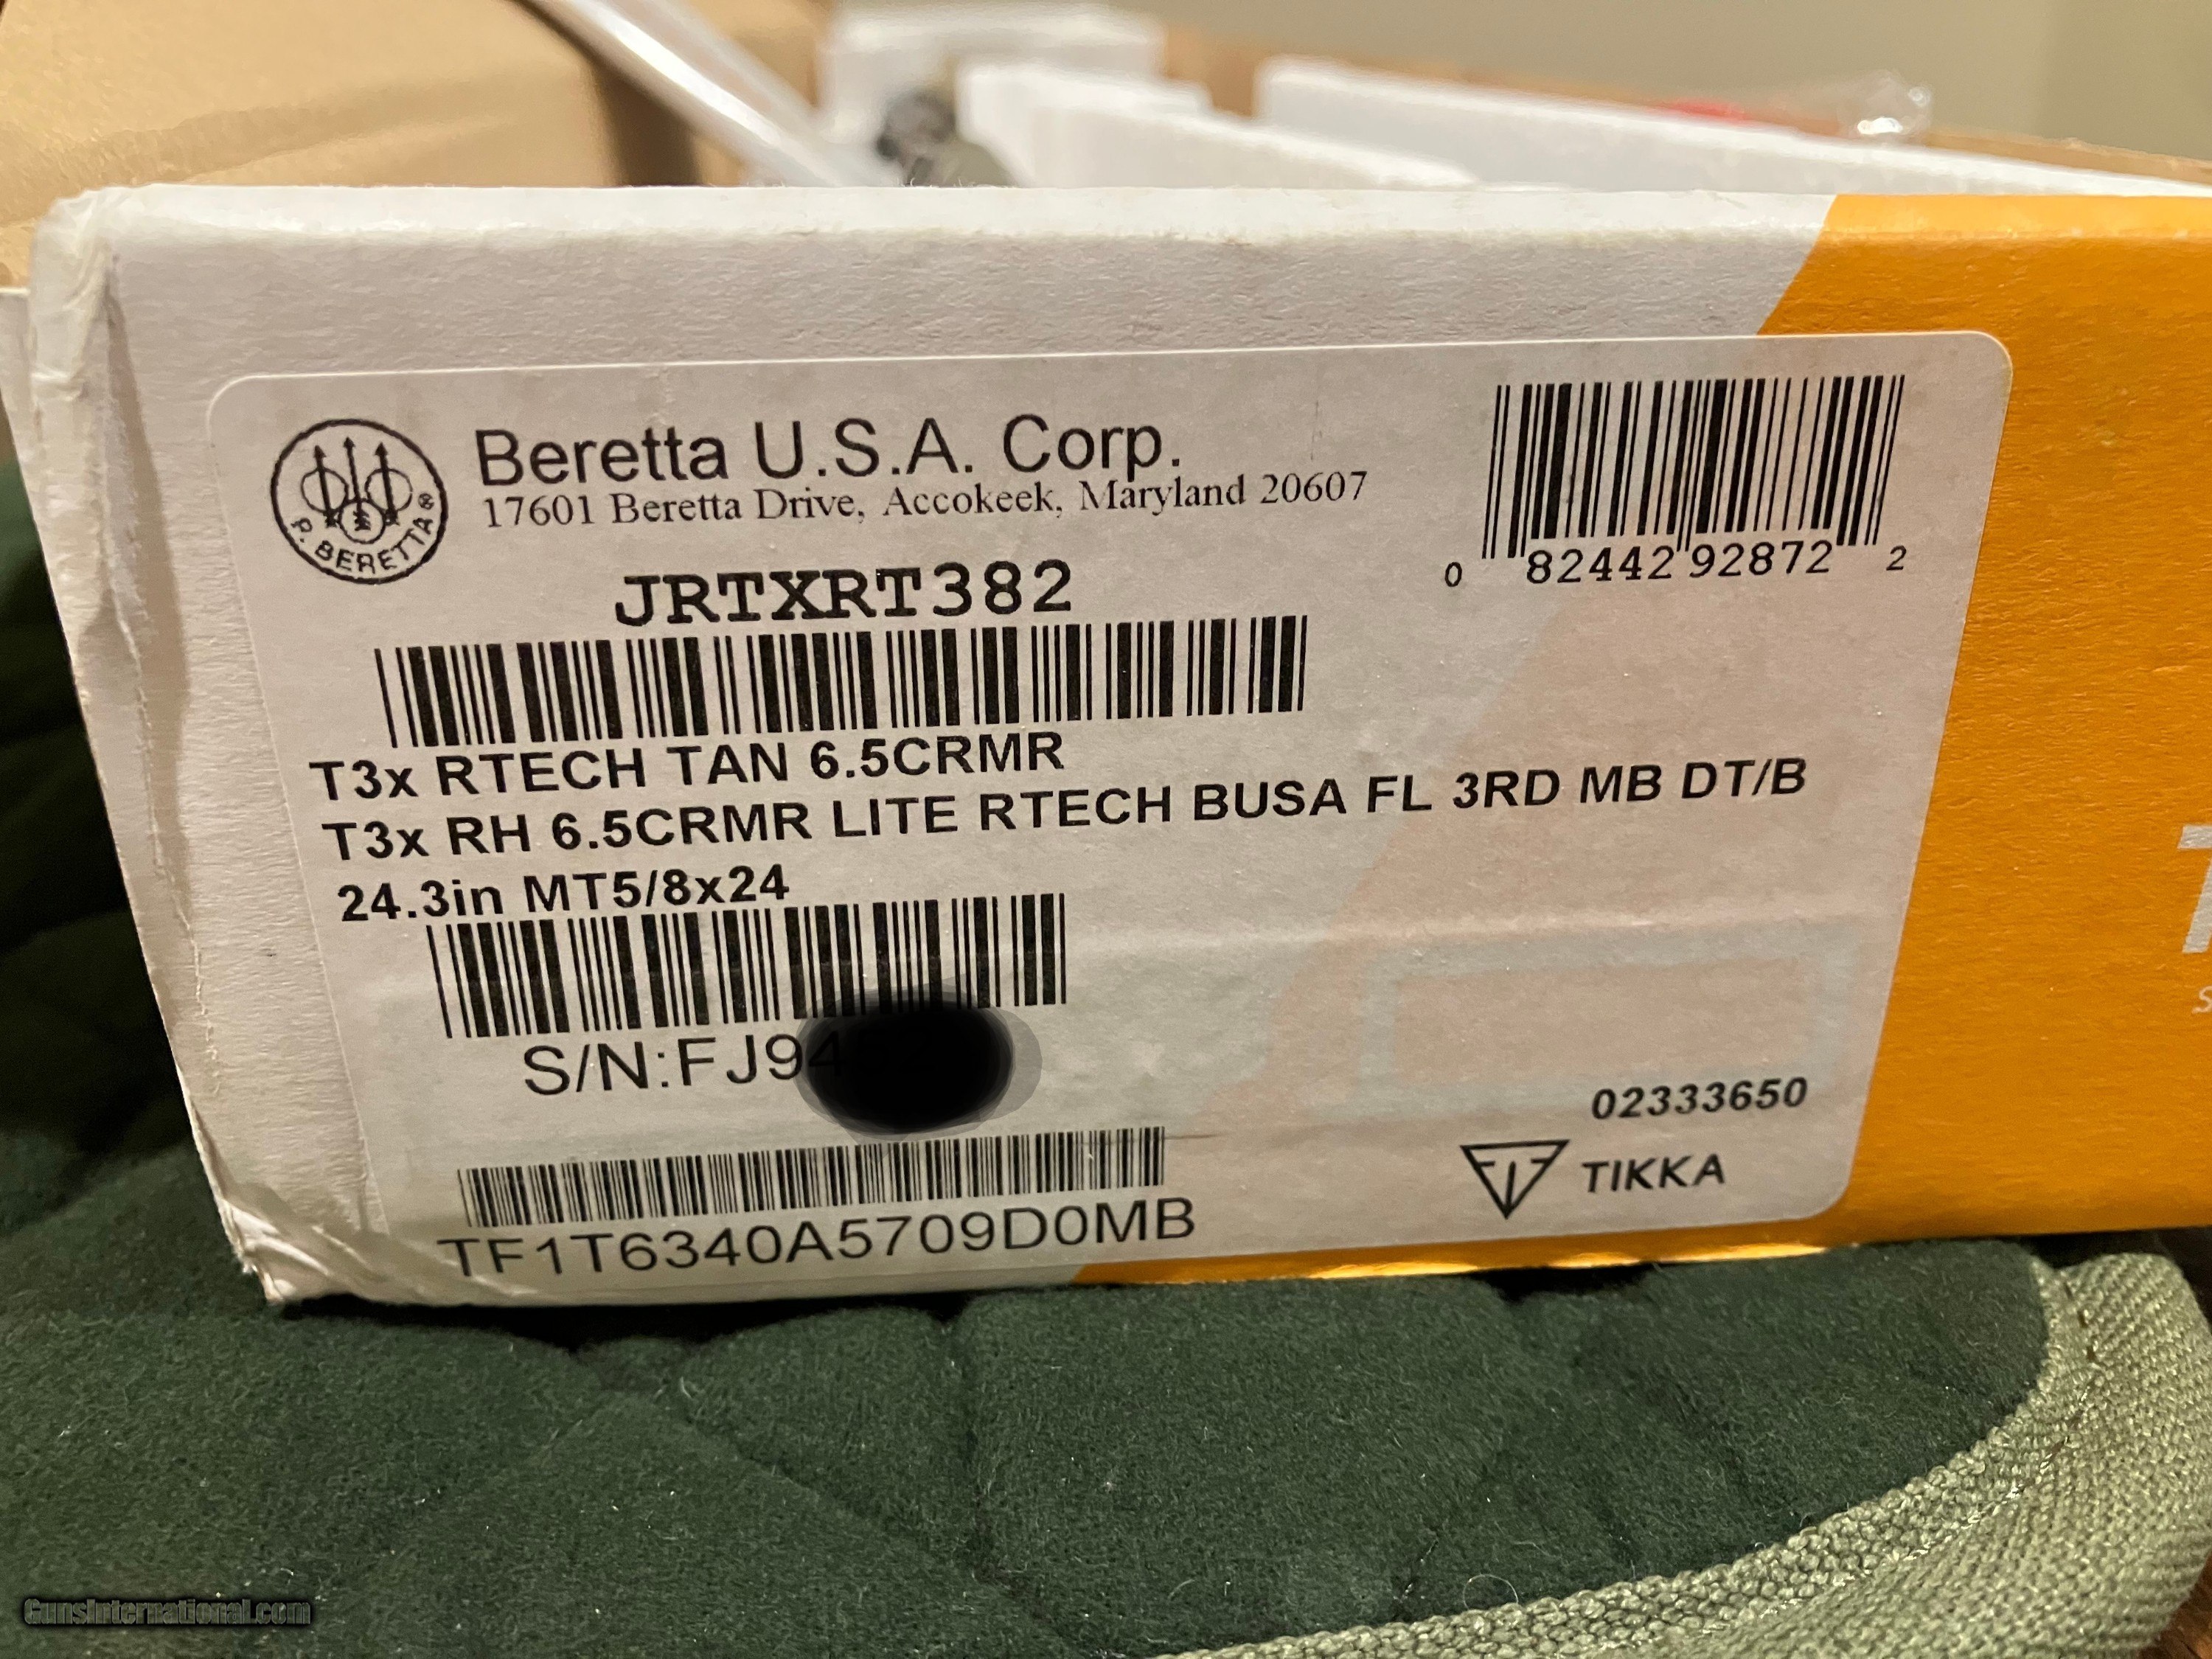 P. BERETTA®
Beretta U.S.A. Corp.
17601 Beretta Drive, Accokeek, Maryland 20607
0 82442 92872 2
JRTXRT382
T3x RTECH TAN 6.5CRMR
T3x RH 6.5CRMR LITE RTECH BUSA FL 3RD MB DT/B
24.3in MT5/8x24
S/N:FJ94
02333650
TIKKA
TF1T6340A5709D0MB
GunsInternational.com